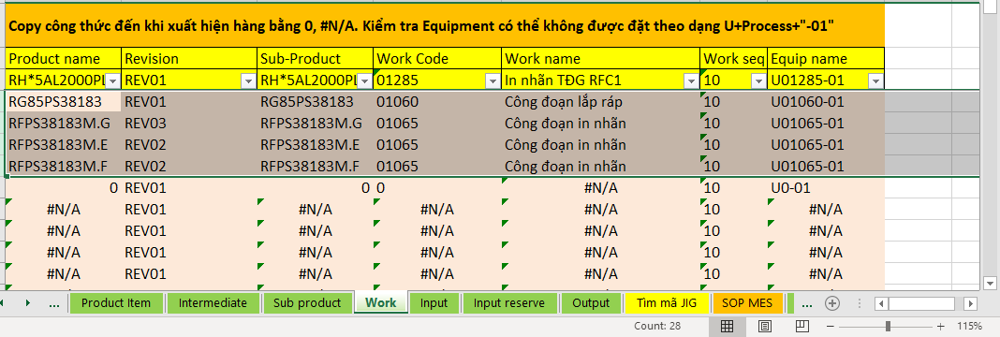 Copy công thức đến khi xuất hiện hàng bằng 0, #N/A. Kiểm tra Equipment có thể không được đặt theo dạng U+Process+"-01"
Product name Revision Sub-Product Work Code Work name Work seq Equip name
RH*5AL2000PL REV01 RH*5AL2000PL 01285 In nhãn TĐG RFC1 10 U01285-01
RG85PS38183 REV01 RG85PS38183 01060 Công đoạn lắp ráp 10 U01060-01
RFPS38183M.G REV03 RFPS38183M.G 01065 Công đoạn in nhãn 10 U01065-01
RFPS38183M.E REV02 RFPS38183M.E 01065 Công đoạn in nhãn 10 U01065-01
RFPS38183M.F REV02 RFPS38183M.F 01065 Công đoạn in nhãn 10 U01065-01
0 REV01 0 0 #N/A 10 U0-01
#N/A REV01 #N/A #N/A #N/A 10 #N/A
#N/A REV01 #N/A #N/A #N/A 10 #N/A
#N/A REV01 #N/A #N/A #N/A 10 #N/A
#N/A REV01 #N/A #N/A #N/A 10 #N/A
... Product Item Intermediate Sub product Work Input Input reserve Output Tìm mã JIG SOP MES ...
Count: 28 115%